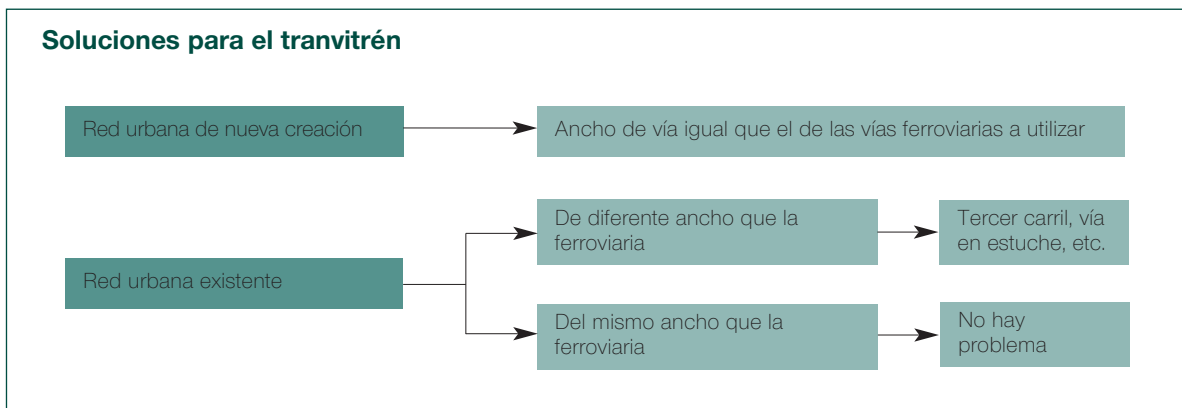 Soluciones para el tranvitrén
Red urbana de nueva creación
Ancho de vía igual que el de las vías ferroviarias a utilizar
De diferente ancho que la
ferroviaria
Tercer carril, vía
en estuche, etc.
Red urbana existente
Del mismo ancho que la
ferroviaria
No hay
problema